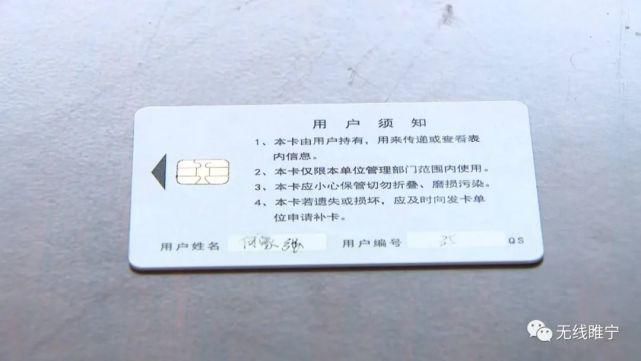 用户须知
1、本卡由用户持有，用来传递或查看表
内信息。
2、本卡仅限本单位管理部门范围内使用。
3、本卡应小心保管切勿折叠、磨损污染。
4、本卡若遗失或损坏，应及时向发卡单
位申请补卡。
用户姓名 用户编号 35 QS
无线睢宁